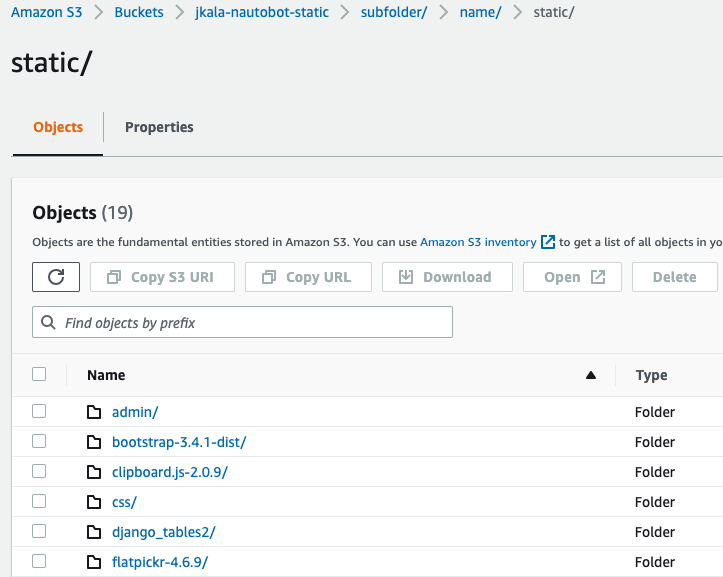 Amazon S3 > Buckets > jkala-nautobot-static > subfolder/ > name/ > static/
static/
Objects Properties
Objects (19)
Objects are the fundamental entities stored in Amazon S3. You can use Amazon S3 inventory to get a list of all objects in yo
Copy S3 URI Copy URL Download Open Delete
Find objects by prefix
Name Type
admin/ Folder
bootstrap-3.4.1-dist/ Folder
clipboard.js-2.0.9/ Folder
css/ Folder
django_tables2/ Folder
flatpickr-4.6.9/ Folder